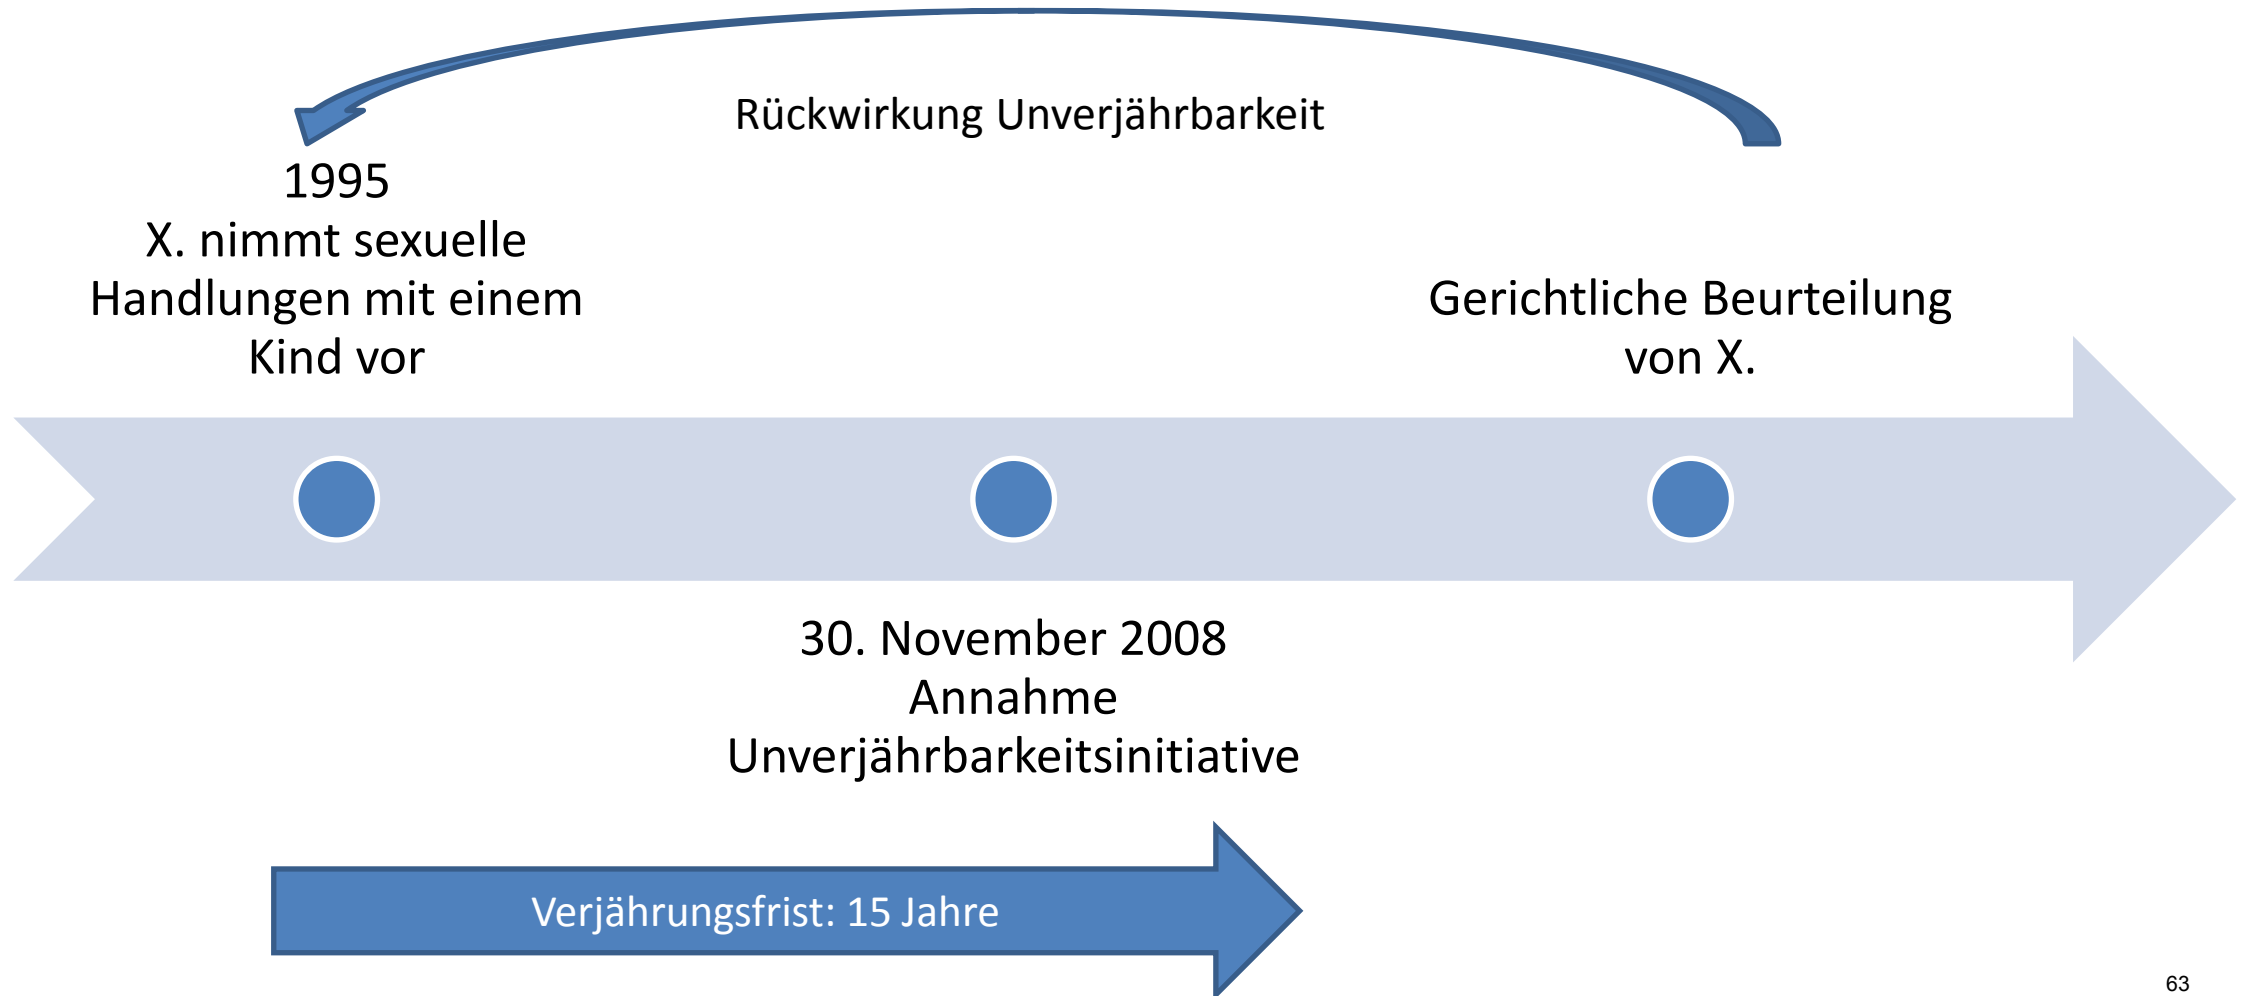 Rückwirkung Unverjährbarkeit
1995
X. nimmt sexuelle
Handlungen mit einem
Kind vor
Gerichtliche Beurteilung
von X.
30. November 2008
Annahme
Unverjährbarkeitsinitiative
Verjährungsfrist: 15 Jahre
63